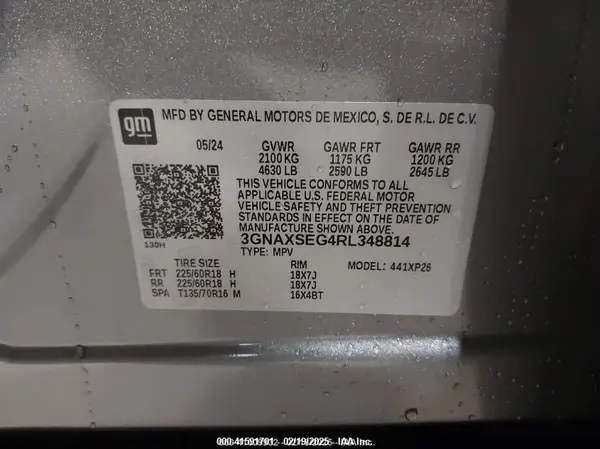 gm MFD BY GENERAL MOTORS DE MEXICO, S. DE R.L. DE C.V.
05/24 GVWR GAWR FRT GAWR RR
2100 KG 1175 KG 1200 KG
4630 LB 2590 LB 2645 LB
THIS VEHICLE CONFORMS TO ALL
APPLICABLE U.S. FEDERAL MOTOR
VEHICLE SAFETY AND THEFT PREVENTION
STANDARDS IN EFFECT ON THE DATE OF
MANUFACTURE SHOWN ABOVE.
130H 3GNAXSEG4RL348814
TYPE: MPV
TIRE SIZE RIM MODEL: 441XP26
FRT 225/60R18 H 18X7J
RR 225/60R18 H 18X7J
SPA T135/70R16 M 16X4BT
02/19/2025 IAA Inc.